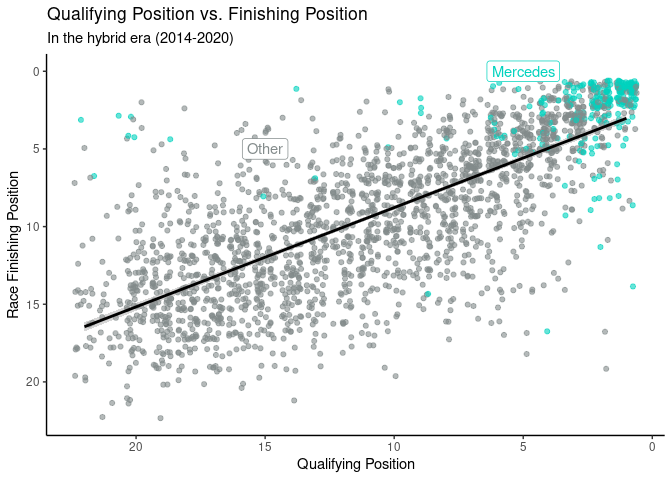 Qualifying Position vs. Finishing Position
In the hybrid era (2014-2020)
0
Mercedes
5
Other
10
15
20
Race Finishing Position
20 15 10 5 0
Qualifying Position